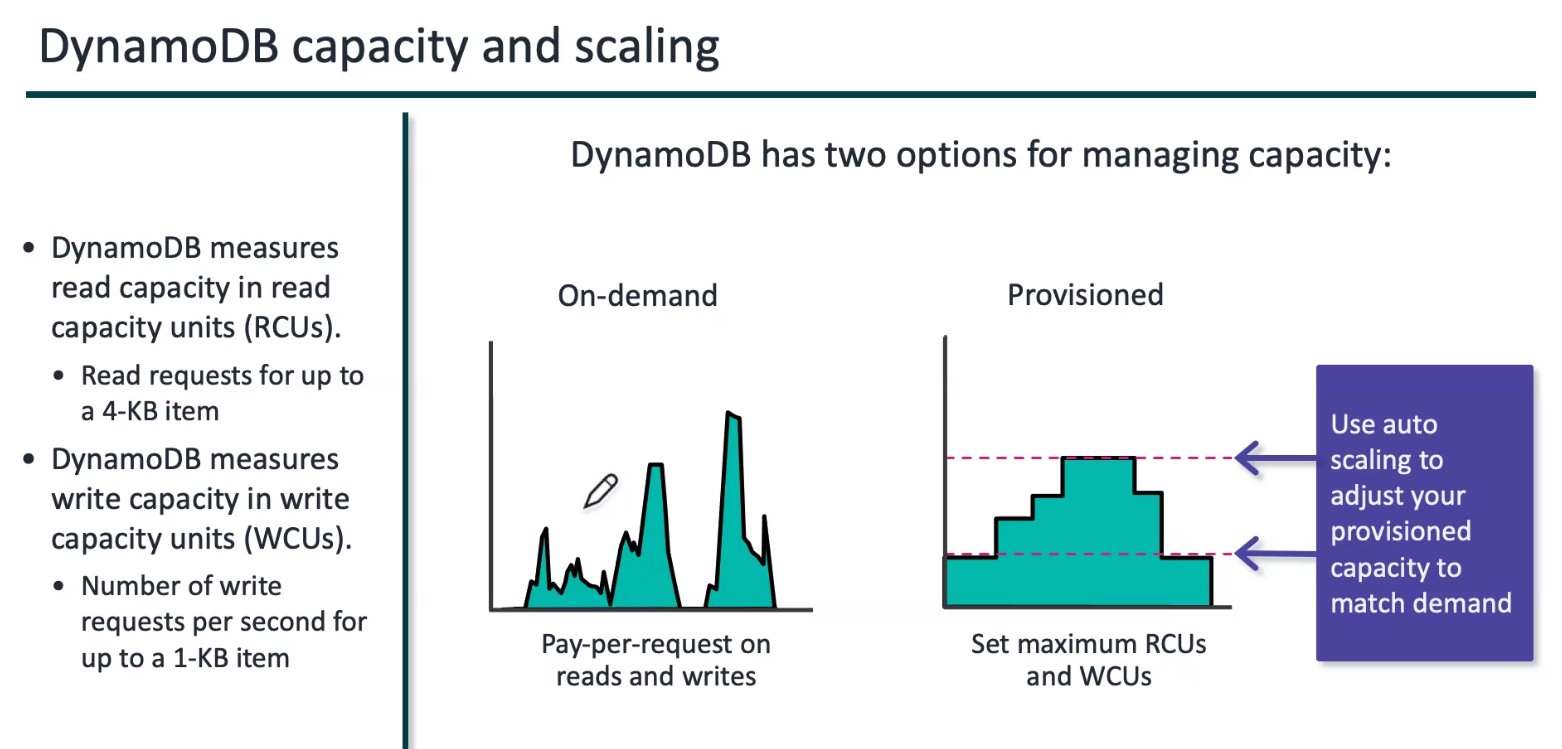 DynamoDB capacity and scaling
• DynamoDB measures
read capacity in read
capacity units (RCUs).
• Read requests for up to
a 4-KB item
• DynamoDB measures
write capacity in write
capacity units (WCUs).
• Number of write
requests per second for
up to a 1-KB item
DynamoDB has two options for managing capacity:
On-demand
Pay-per-request on
reads and writes
Provisioned
Set maximum RCUs
and WCUs
Use auto
scaling to
adjust your
provisioned
capacity to
match demand